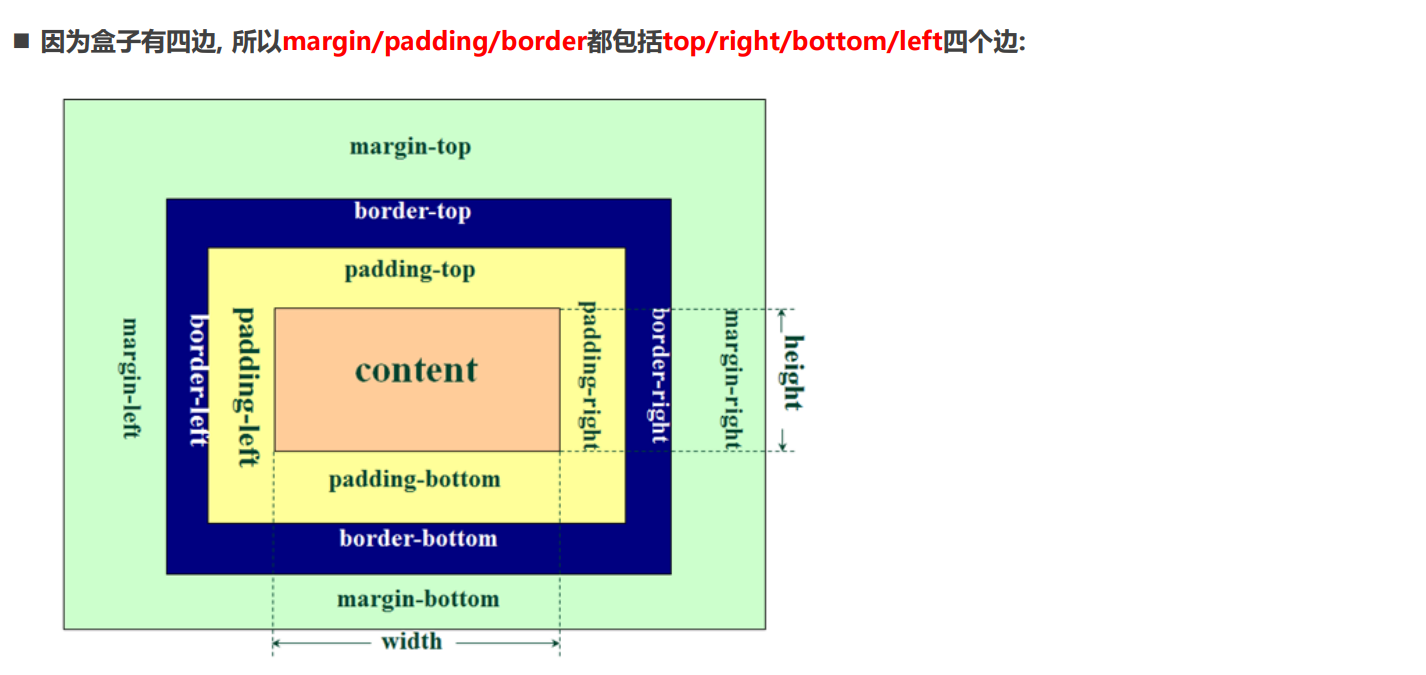 ■ 因为盒子有四边, 所以margin/padding/border都包括top/right/bottom/left四个边:
margin-top
border-top
padding-top
margin-left
border-left
padding-left
content
padding-right
border-right
margin-right
height
padding-bottom
border-bottom
margin-bottom
width